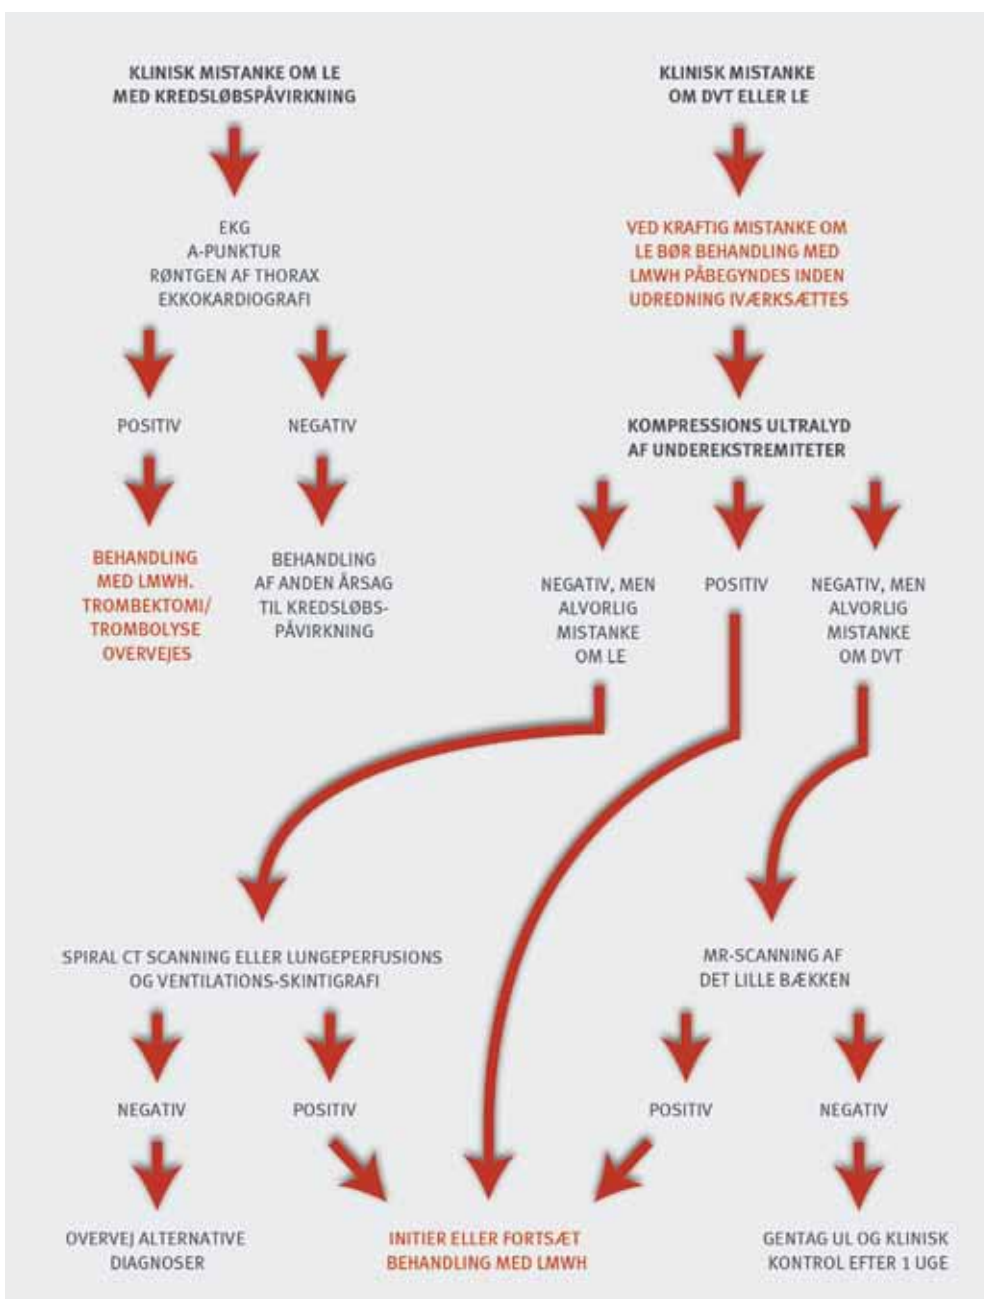 KLINISK MISTANKE OM LE
MED KREDSLØBSPÅVIRKNING
EKG
A-PUNKTUR
RØNTGEN AF THORAX
EKKOKARDIOGRAFI
POSITIV
NEGATIV
BEHANDLING
MED LMWH.
TROMBEKTOMI/
TROMBOLYSE
OVERVEJES
BEHANDLING
AF ANDEN ÅRSAG
TIL KREDSLØBS-
PÅVIRKNING
KLINISK MISTANKE
OM DVT ELLER LE
VED KRAFTIG MISTANKE OM
LE BØR BEHANDLING MED
LMWH PÅBEGYNDES INDEN
UDREDNING IVÆRKSÆTTES
KOMPRESSIONS ULTRALYD
AF UNDEREKSTREMITETER
NEGATIV, MEN
ALVORLIG
MISTANKE
OM LE
POSITIV
NEGATIV, MEN
ALVORLIG
MISTANKE
OM DVT
SPIRAL CT SCANNING ELLER LUNGEPERFUSIONS
OG VENTILATIONS-SKINTIGRAFI
MR-SCANNING AF
DET LILLE BÆKKEN
NEGATIV
POSITIV
POSITIV
NEGATIV
OVERVEJ ALTERNATIVE
DIAGNOSER
INITIER ELLER FORTSÆT
BEHANDLING MED LMWH
GENTAG UL OG KLINISK
KONTROL EFTER 1 UGE